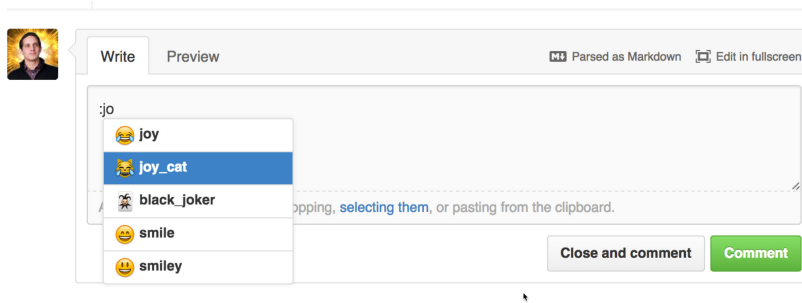 Write Preview Parsed as Markdown Edit in fullscreen
:jo
joy
joy_cat
black_joker
selecting them, or pasting from the clipboard.
smile
Close and comment Comment
smiley